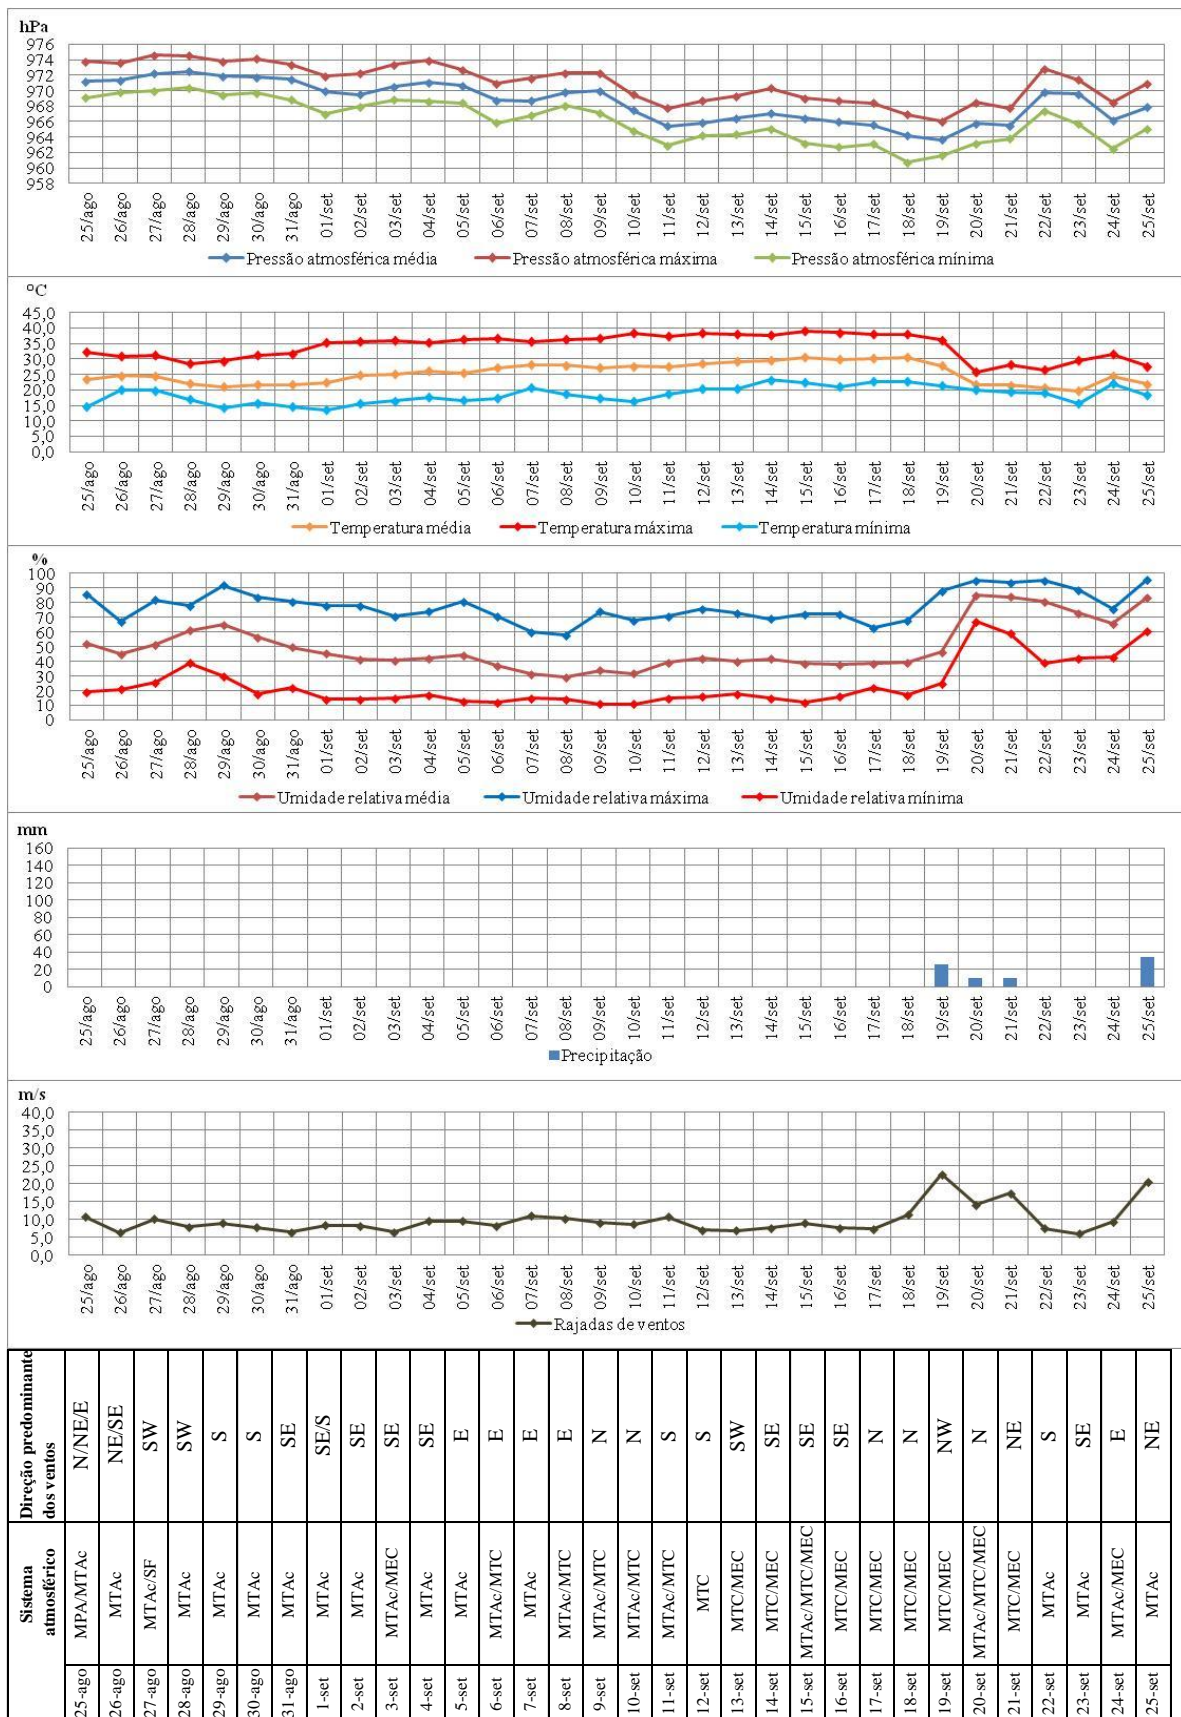 hPa
976
974
972
970
968
966
964
962
960
958
25/ago 26/ago 27/ago 28/ago 29/ago 30/ago 31/ago 01/set 02/set 03/set 04/set 05/set 06/set 07/set 08/set 09/set 10/set 11/set 12/set 13/set 14/set 15/set 16/set 17/set 18/set 19/set 20/set 21/set 22/set 23/set 24/set 25/set
Pressão atmosférica média Pressão atmosférica máxima Pressão atmosférica mínima
°C
45,0
40,0
35,0
30,0
25,0
20,0
15,0
10,0
5,0
0,0
25/ago 26/ago 27/ago 28/ago 29/ago 30/ago 31/ago 01/set 02/set 03/set 04/set 05/set 06/set 07/set 08/set 09/set 10/set 11/set 12/set 13/set 14/set 15/set 16/set 17/set 18/set 19/set 20/set 21/set 22/set 23/set 24/set 25/set
Temperatura média Temperatura máxima Temperatura mínima
%
100
90
80
70
60
50
40
30
20
10
0
25/ago 26/ago 27/ago 28/ago 29/ago 30/ago 31/ago 01/set 02/set 03/set 04/set 05/set 06/set 07/set 08/set 09/set 10/set 11/set 12/set 13/set 14/set 15/set 16/set 17/set 18/set 19/set 20/set 21/set 22/set 23/set 24/set 25/set
Umidade relativa média Umidade relativa máxima Umidade relativa mínima
mm
160
140
120
100
80
60
40
20
0
25/ago 26/ago 27/ago 28/ago 29/ago 30/ago 31/ago 01/set 02/set 03/set 04/set 05/set 06/set 07/set 08/set 09/set 10/set 11/set 12/set 13/set 14/set 15/set 16/set 17/set 18/set 19/set 20/set 21/set 22/set 23/set 24/set 25/set
Precipitação
m/s
40,0
35,0
30,0
25,0
20,0
15,0
10,0
5,0
0,0
25/ago 26/ago 27/ago 28/ago 29/ago 30/ago 31/ago 01/set 02/set 03/set 04/set 05/set 06/set 07/set 08/set 09/set 10/set 11/set 12/set 13/set 14/set 15/set 16/set 17/set 18/set 19/set 20/set 21/set 22/set 23/set 24/set 25/set
Rajadas de ventos
Direção predominante
dos ventos
N/NE/E NE/SE SW SW S S SE SE/S SE SE SE E E E E N N S S SW SE SE SE N N NW N NE S SE E NE
Sistema
atmosférico
MPA/MTAc MTAc MTAc/SF MTAc MTAc MTAc MTAc MTAc MTAc MTAc/MEC MTAc MTAc MTAc/MTC MTAc MTAc/MTC MTAc/MTC MTAc/MTC MTAc/MTC MTC MTC/MEC MTC/MEC MTAc/MTC/MEC MTC/MEC MTC/MEC MTC/MEC MTC/MEC MTAc/MTC/MEC MTC/MEC MTAc MTAc MTAc/MEC MTAc
25-ago 26-ago 27-ago 28-ago 29-ago 30-ago 31-ago 1-set 2-set 3-set 4-set 5-set 6-set 7-set 8-set 9-set 10-set 11-set 12-set 13-set 14-set 15-set 16-set 17-set 18-set 19-set 20-set 21-set 22-set 23-set 24-set 25-set